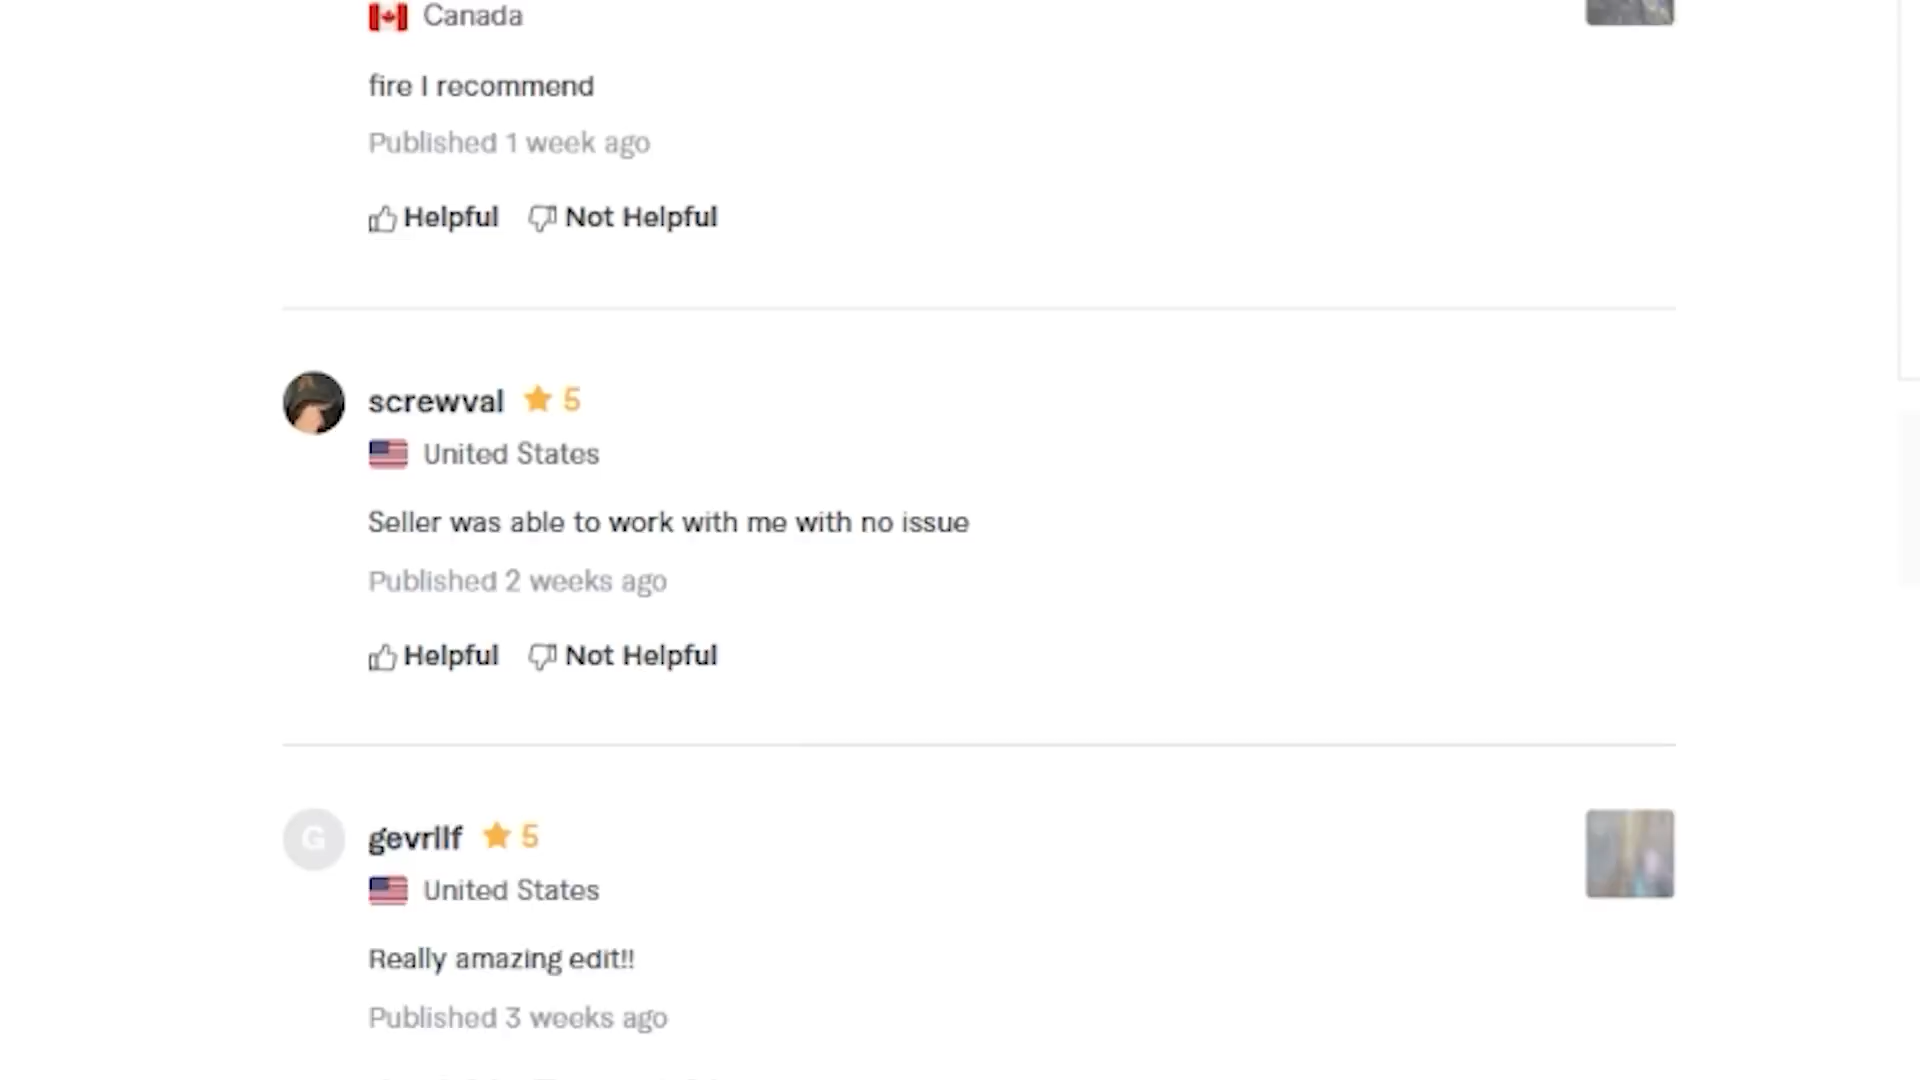 Canada
fire I recommend
Published 1 week ago
Helpful Not Helpful
screwval 5
United States
Seller was able to work with me with no issue
Published 2 weeks ago
Helpful Not Helpful
G gevrllf 5
United States
Really amazing edit!!
Published 3 weeks ago